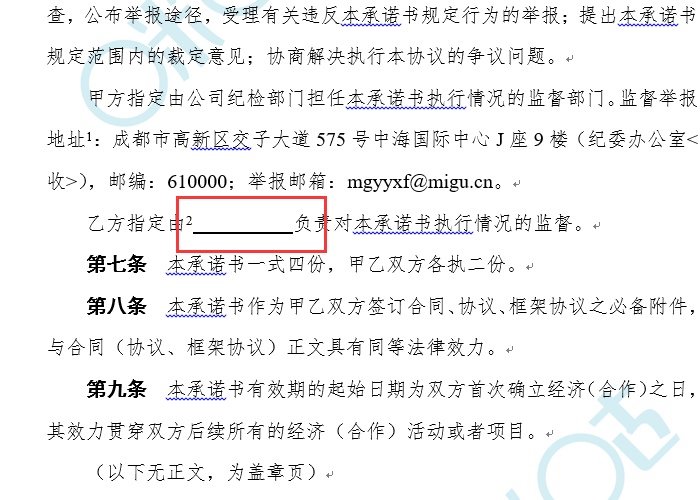 查，公布举报途径，受理有关违反本承诺书规定行为的举报；提出本承诺书
规定范围内的裁定意见；协商解决执行本协议的争议问题。
甲方指定由公司纪检部门担任本承诺书执行情况的监督部门。监督举报
地址1：成都市高新区交子大道 575 号中海国际中心 J 座 9 楼（纪委办公室<
收>），邮编：610000；举报邮箱：mgyyxf@migu.cn。
乙方指定由2__________负责对本承诺书执行情况的监督。
第七条 本承诺书一式四份，甲乙双方各执二份。
第八条 本承诺书作为甲乙双方签订合同、协议、框架协议之必备附件，
与合同（协议、框架协议）正文具有同等法律效力。
第九条 本承诺书有效期的起始日期为双方首次确立经济（合作）之日，
其效力贯穿双方后续所有的经济（合作）活动或者项目。
（以下无正文，为盖章页）